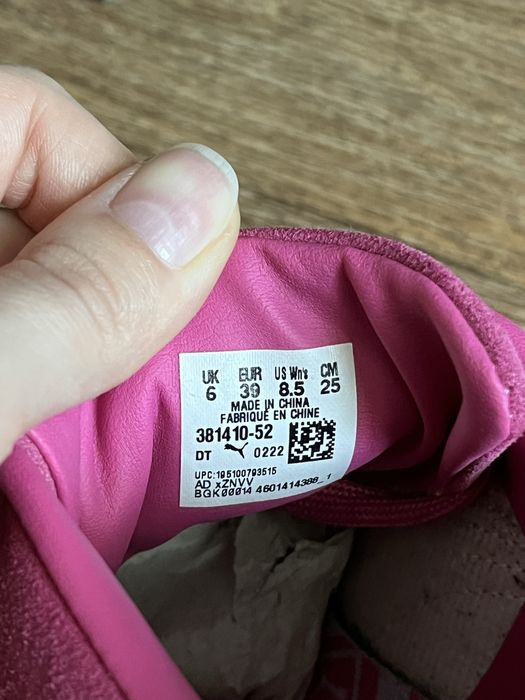 UK EUR US Wn's CM
6 39 8.5 25
MADE IN CHINA
FABRIQUÉ EN CHINE
381410-52
DT 0222
UPC:195100793515
AD xZNVV
BGK00014 4601414388_1